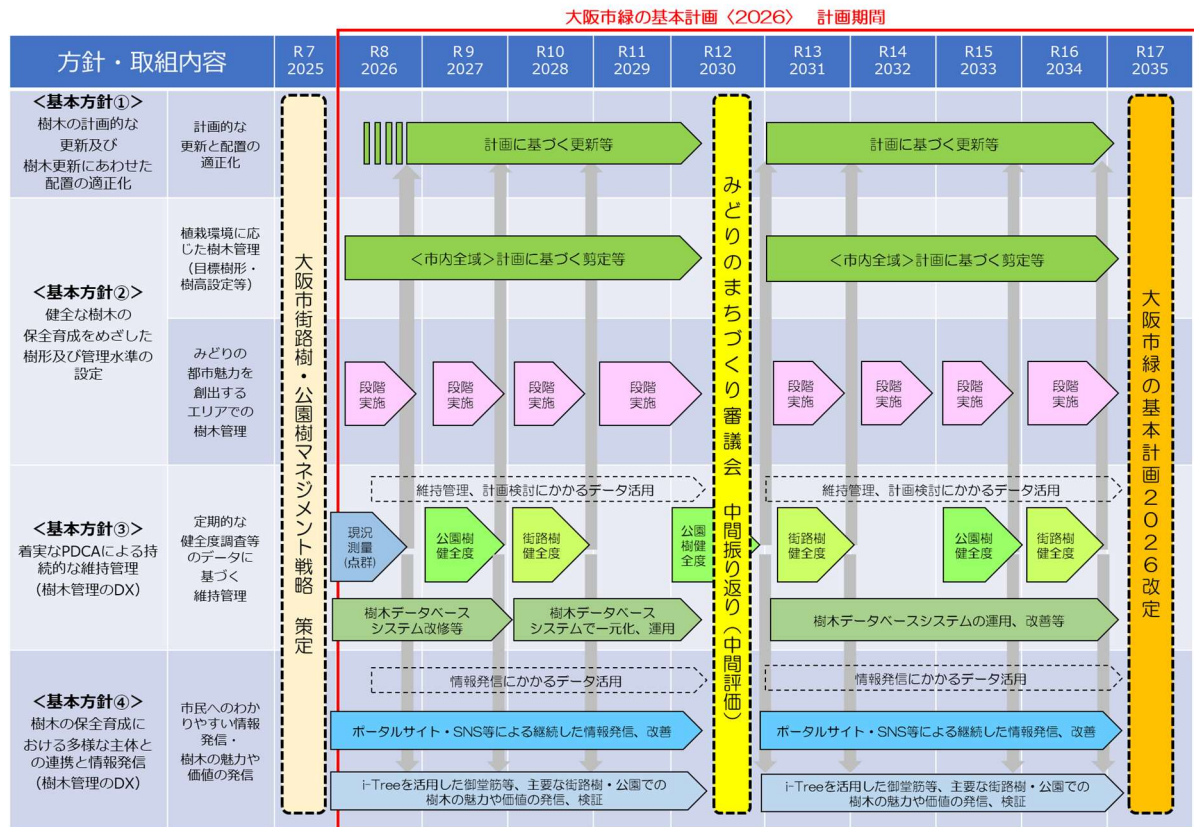 大阪市緑の基本計画〈2026〉　計画期間
方針・取組内容
R7
2025
R8
2026
R9
2027
R10
2028
R11
2029
R12
2030
R13
2031
R14
2032
R15
2033
R16
2034
R17
2035
<基本方針①>
樹木の計画的な
更新及び
樹木更新にあわせた
配置の適正化
計画的な
更新と配置の
適正化
計画に基づく更新等
計画に基づく更新等
<基本方針②>
健全な樹木の
保全育成をめざした
樹形及び管理水準の
設定
植栽環境に応
じた樹木管理
（目標樹形・
樹高設定等）
<市内全域>計画に基づく剪定等
<市内全域>計画に基づく剪定等
みどりの
都市魅力を
創出する
エリアでの
樹木管理
段階
実施
段階
実施
段階
実施
段階
実施
段階
実施
段階
実施
段階
実施
段階
実施
<基本方針③>
着実なPDCAによる持
続的な維持管理
（樹木管理のDX）
定期的な
健全度調査等
のデータに
基づく
維持管理
維持管理、計画検討にかかるデータ活用
維持管理、計画検討にかかるデータ活用
現況
測量
(点群)
公園樹
健全度
街路樹
健全度
公園
樹健
全度
街路樹
健全度
公園樹
健全度
街路樹
健全度
樹木データベース
システム改修等
樹木データベース
システムで一元化、運用
樹木データベースシステムの運用、改善等
<基本方針④>
樹木の保全育成に
おける多様な主体と
の連携と情報発信
（樹木管理のDX）
市民へのわか
りやすい情報
発信・
樹木の魅力や
価値の発信
情報発信にかかるデータ活用
情報発信にかかるデータ活用
ポータルサイト・SNS等による継続した情報発信、改善
ポータルサイト・SNS等による継続した情報発信、改善
i-Treeを活用した御堂筋等、主要な街路樹・公園での
樹木の魅力や価値の発信、検証
i-Treeを活用した御堂筋等、主要な街路樹・公園での
樹木の魅力や価値の発信、検証
大阪市街路樹・公園樹マネジメント戦略　策定
みどりのまちづくり審議会　中間振り返り（中間評価）
大阪市緑の基本計画2026改定